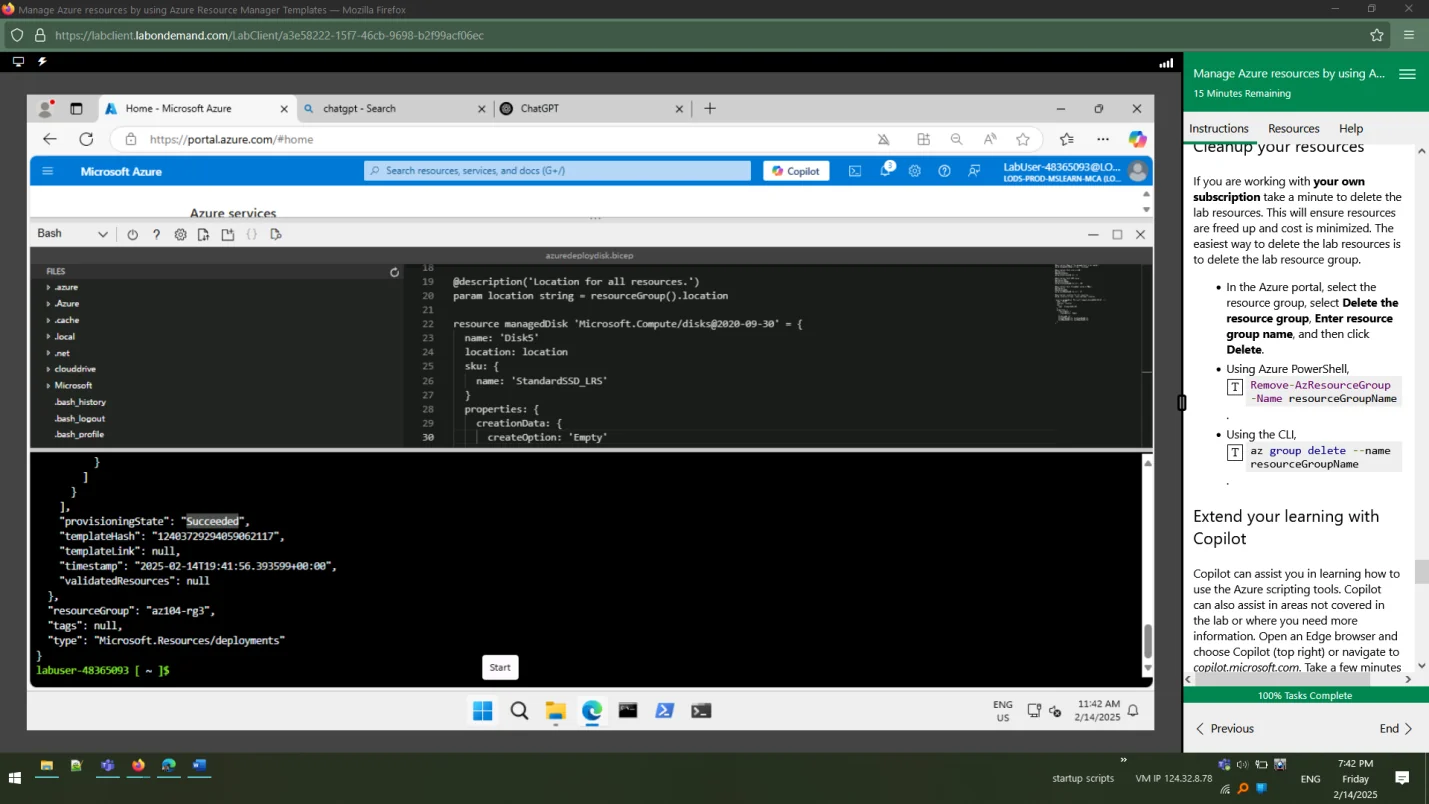 Manage Azure resources by using Azure Resource Manager Templates — Mozilla Firefox
https://labclient.labondemand.com/LabClient/a3e58222-15f7-46cb-9698-b2f99acf06ec
Home - Microsoft Azure
chatgpt - Search
ChatGPT
https://portal.azure.com/#home
Microsoft Azure
Search resources, services, and docs (G+/)
Copilot
3
LabUser-48365093@LO...
LODS-PROD-MSLEARN-MCA (LO...
Azure services
Bash
azuredeploydisk.bicep
FILES
.azure
.Azure
.cache
.local
.net
clouddrive
Microsoft
.bash_history
.bash_logout
.bash_profile
18
19 @description('Location for all resources.')
20 param location string = resourceGroup().location
21
22 resource managedDisk 'Microsoft.Compute/disks@2020-09-30' = {
23 name: 'Disk5'
24 location: location
25 sku: {
26 name: 'StandardSSD_LRS'
27 }
28 properties: {
29 creationData: {
30 createOption: 'Empty'
}
]
}
],
"provisioningState": "Succeeded",
"templateHash": "12403729294059062117",
"templateLink": null,
"timestamp": "2025-02-14T19:41:56.393599+00:00",
"validatedResources": null
},
"resourceGroup": "az104-rg3",
"tags": null,
"type": "Microsoft.Resources/deployments"
}
labuser-48365093 [ ~ ]$
Start
ENG
US
11:42 AM
2/14/2025
Manage Azure resources by using A...
15 Minutes Remaining
Instructions
Resources
Help
Cleanup your resources
If you are working with your own
subscription take a minute to delete the
lab resources. This will ensure resources
are freed up and cost is minimized. The
easiest way to delete the lab resources is
to delete the lab resource group.
• In the Azure portal, select the
resource group, select Delete the
resource group, Enter resource
group name, and then click
Delete.
• Using Azure PowerShell,
T Remove-AzResourceGroup
-Name resourceGroupName
.
• Using the CLI,
T az group delete --name
resourceGroupName
.
Extend your learning with
Copilot
Copilot can assist you in learning how to
use the Azure scripting tools. Copilot
can also assist in areas not covered in
the lab or where you need more
information. Open an Edge browser and
choose Copilot (top right) or navigate to
copilot.microsoft.com. Take a few minutes
100% Tasks Complete
Previous
End
startup scripts
VM IP 124.32.8.78
ENG
7:42 PM
Friday
2/14/2025